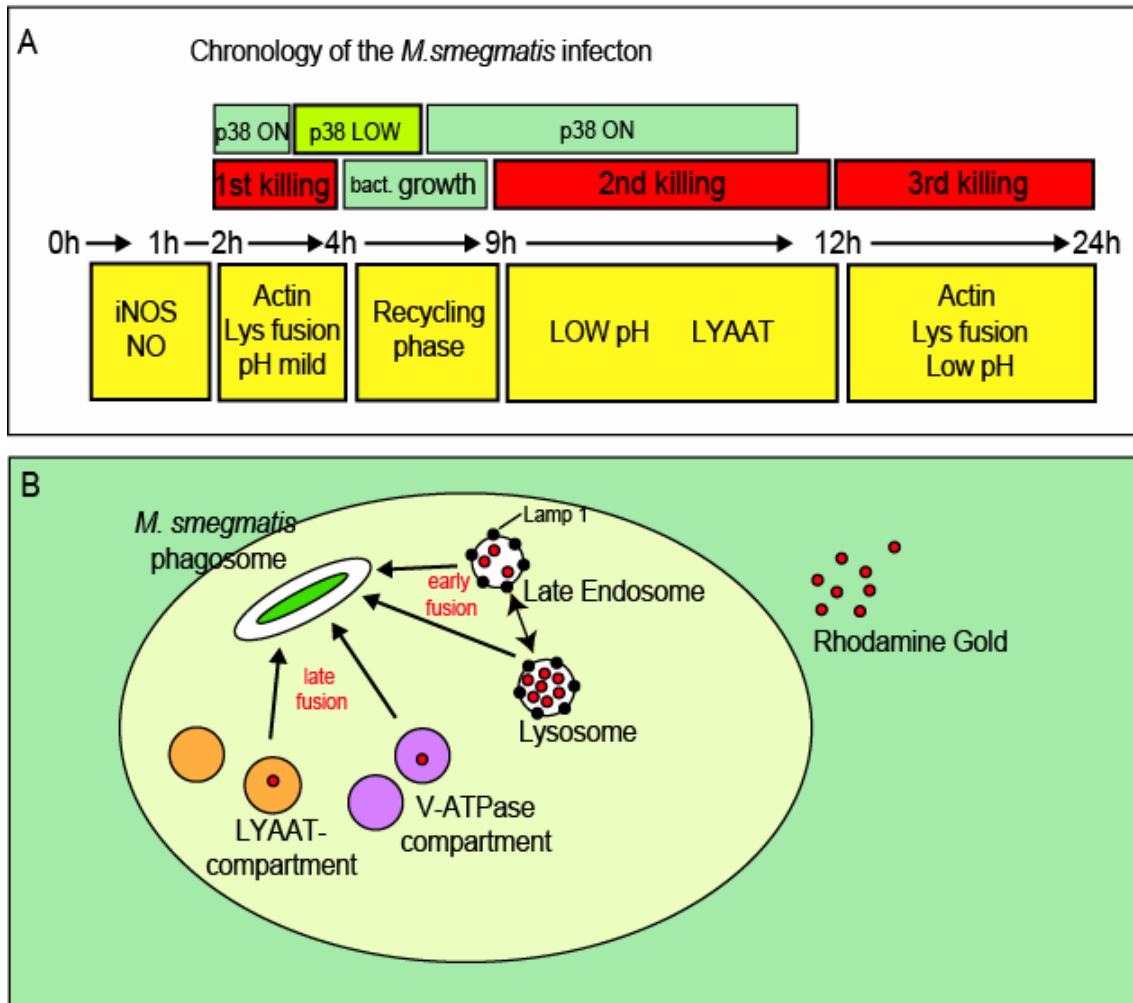 A
Chronology of the M.smegmatis infecton
p38 ON
p38 LOW
p38 ON
1st killing
bact. growth
2nd killing
3rd killing
0h
1h
2h
4h
9h
12h
24h
iNOS
NO
Actin
Lys fusion
pH mild
Recycling
phase
LOW pH
LYAAT
Actin
Lys fusion
Low pH
B
M. smegmatis
phagosome
Lamp 1
early
fusion
Late Endosome
Rhodamine Gold
late
fusion
Lysosome
LYAAT-
compartment
V-ATPase
compartment